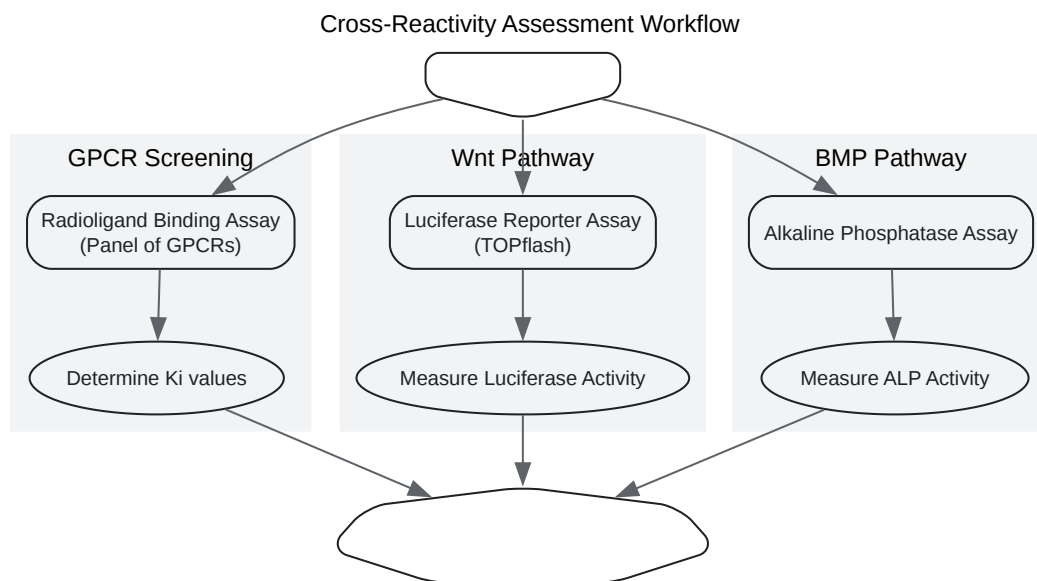 Cross-Reactivity Assessment Workflow
GPCR Screening
Wnt Pathway
BMP Pathway
Radioligand Binding Assay
(Panel of GPCRs)
Luciferase Reporter Assay
(TOPflash)
Alkaline Phosphatase Assay
Determine Ki values
Measure Luciferase Activity
Measure ALP Activity